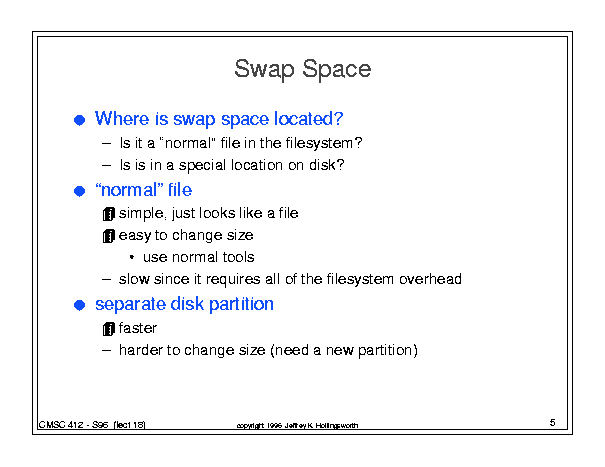 Swap Space
● Where is swap space located?
– Is it a “normal” file in the filesystem?
– Is is in a special location on disk?
● “normal” file
simple, just looks like a file
easy to change size
• use normal tools
– slow since it requires all of the filesystem overhead
● separate disk partition
faster
– harder to change size (need a new partition)
CMSC 412 - S96 (lect 18)
copyright 1996 Jeffrey K. Hollingsworth
5